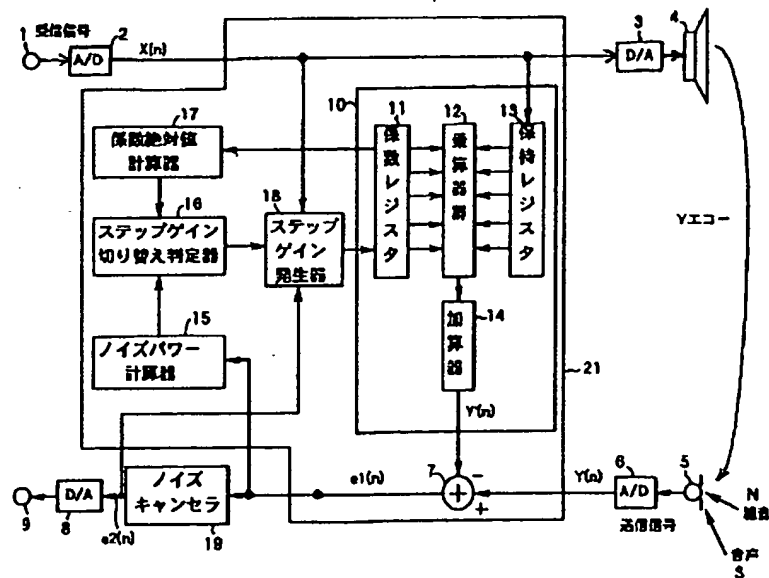 1
受信信号
A/D
2
X(n)
3
D/A
4
10
11
係数レジスタ
12
乗算器群
13
保持レジスタ
17
係数絶対値
計算器
16
ステップゲイン
切り替え判定器
18
ステップ
ゲイン
発生器
15
ノイズパワー
計算器
14
加算器
Y'(n)
21
Yエコー
7
-
+
+
e1(n)
Y(n)
6
A/D
送信信号
5
N
騒音
音声
S
ノイズ
キャンセラ
19
e2(n)
D/A
8
9